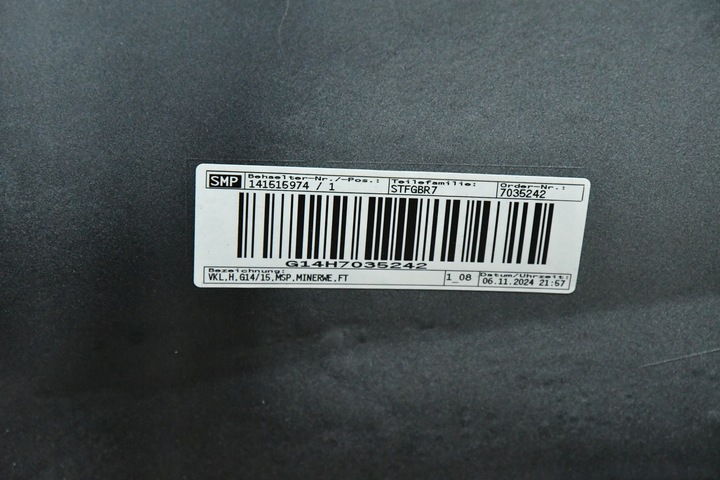 SMP Behaelter-Nr./-Pos.: Teilefamilie: Order-Nr.:
141515974 / 1 STFGBR7 7035242
G14H7035242
Bezeichnung: 1_08 Datum/Uhrzeit:
VKL,H,G14/15,MSP,MINERWE,FT 06.11.2024 21:57